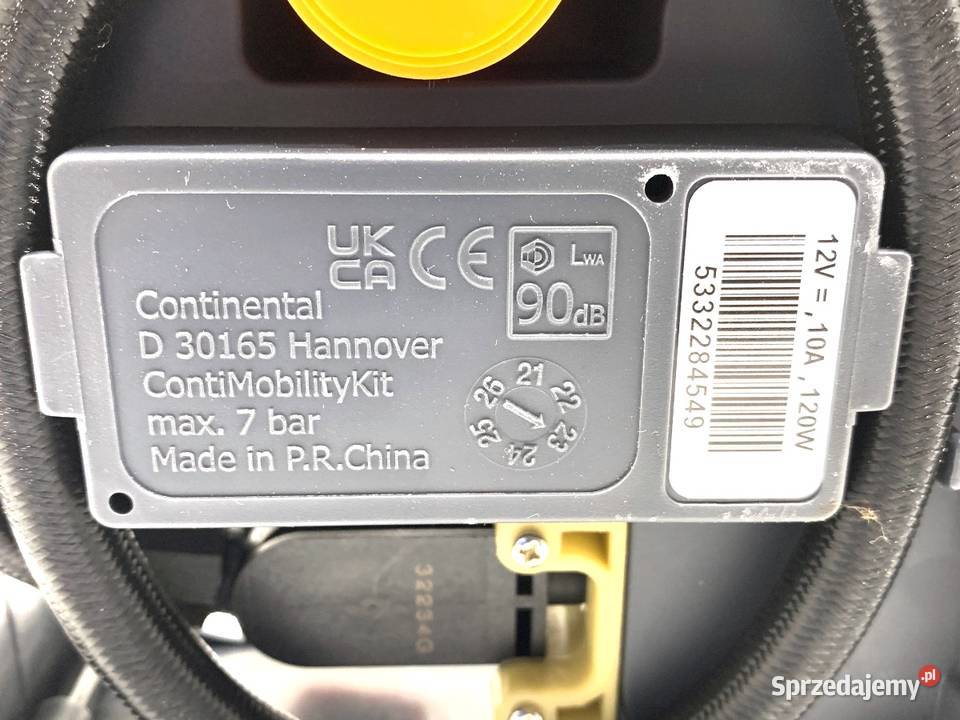 UK
CA CE
LWA
90dB
Continental
D 30165 Hannover
ContiMobilityKit
max. 7 bar
Made in P.R.China
21
22
23
24
25
26
12V = , 10A , 120W
5332284549
322346
Sprzedajemy.pl